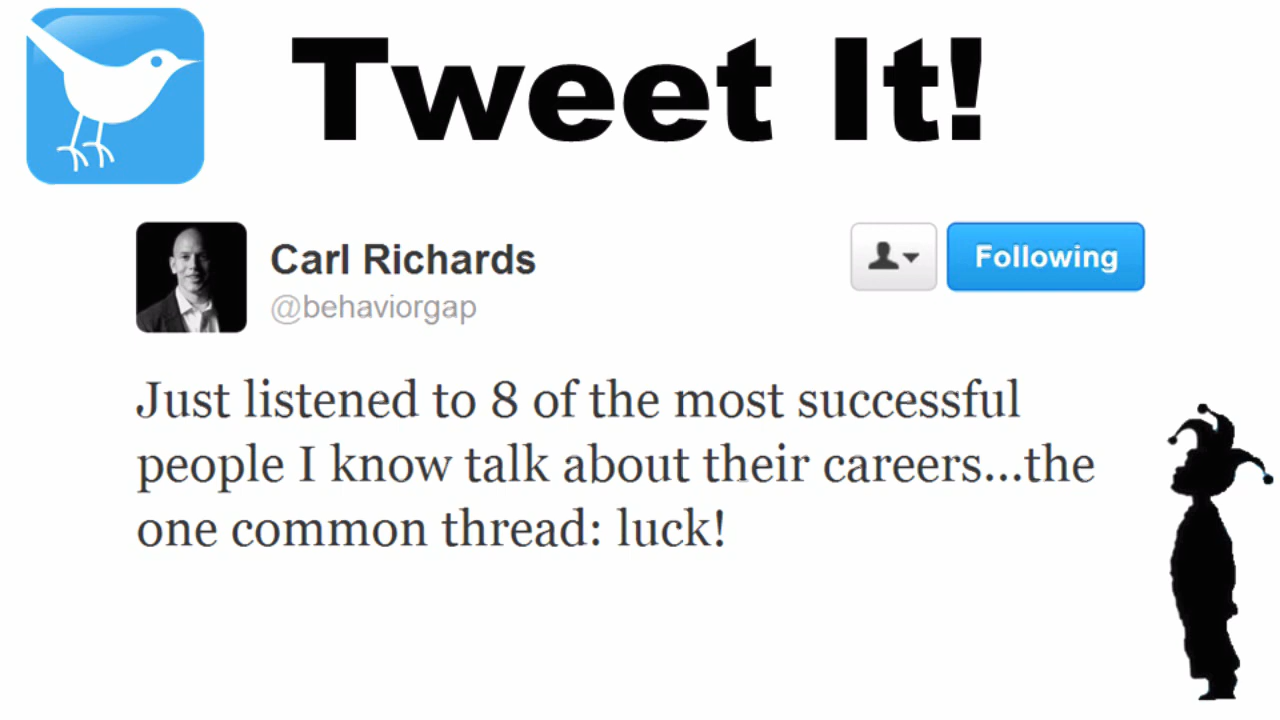 Tweet It!
Carl Richards
@behaviorgap
Following
Just listened to 8 of the most successful
people I know talk about their careers...the
one common thread: luck!